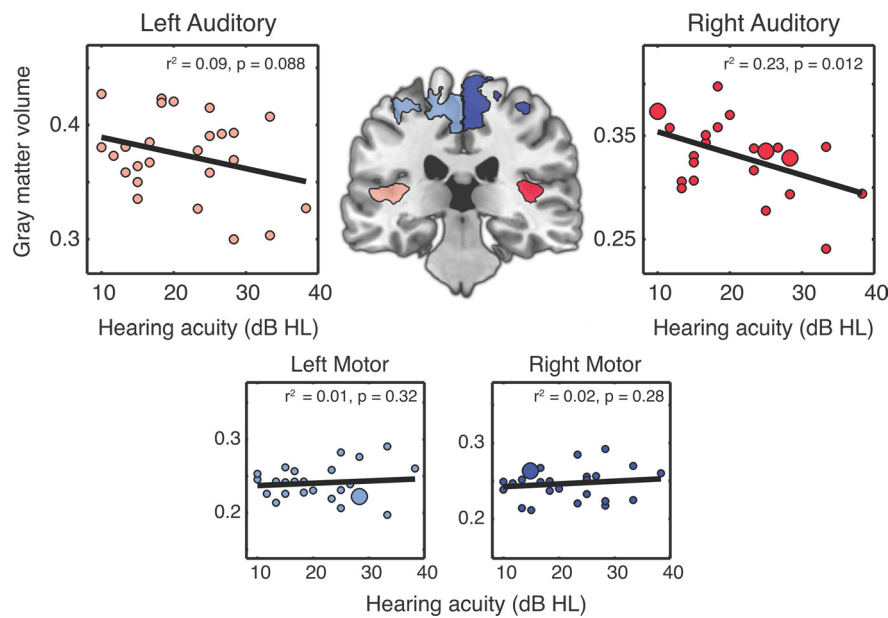 Left Auditory
Right Auditory
Gray matter volume
r² = 0.09, p = 0.088
0.4
0.3
10 20 30 40
Hearing acuity (dB HL)
r² = 0.23, p = 0.012
0.35
0.25
10 20 30 40
Hearing acuity (dB HL)
Left Motor
Right Motor
r² = 0.01, p = 0.32
0.3
0.2
10 20 30 40
r² = 0.02, p = 0.28
0.3
0.2
10 20 30 40
Hearing acuity (dB HL)